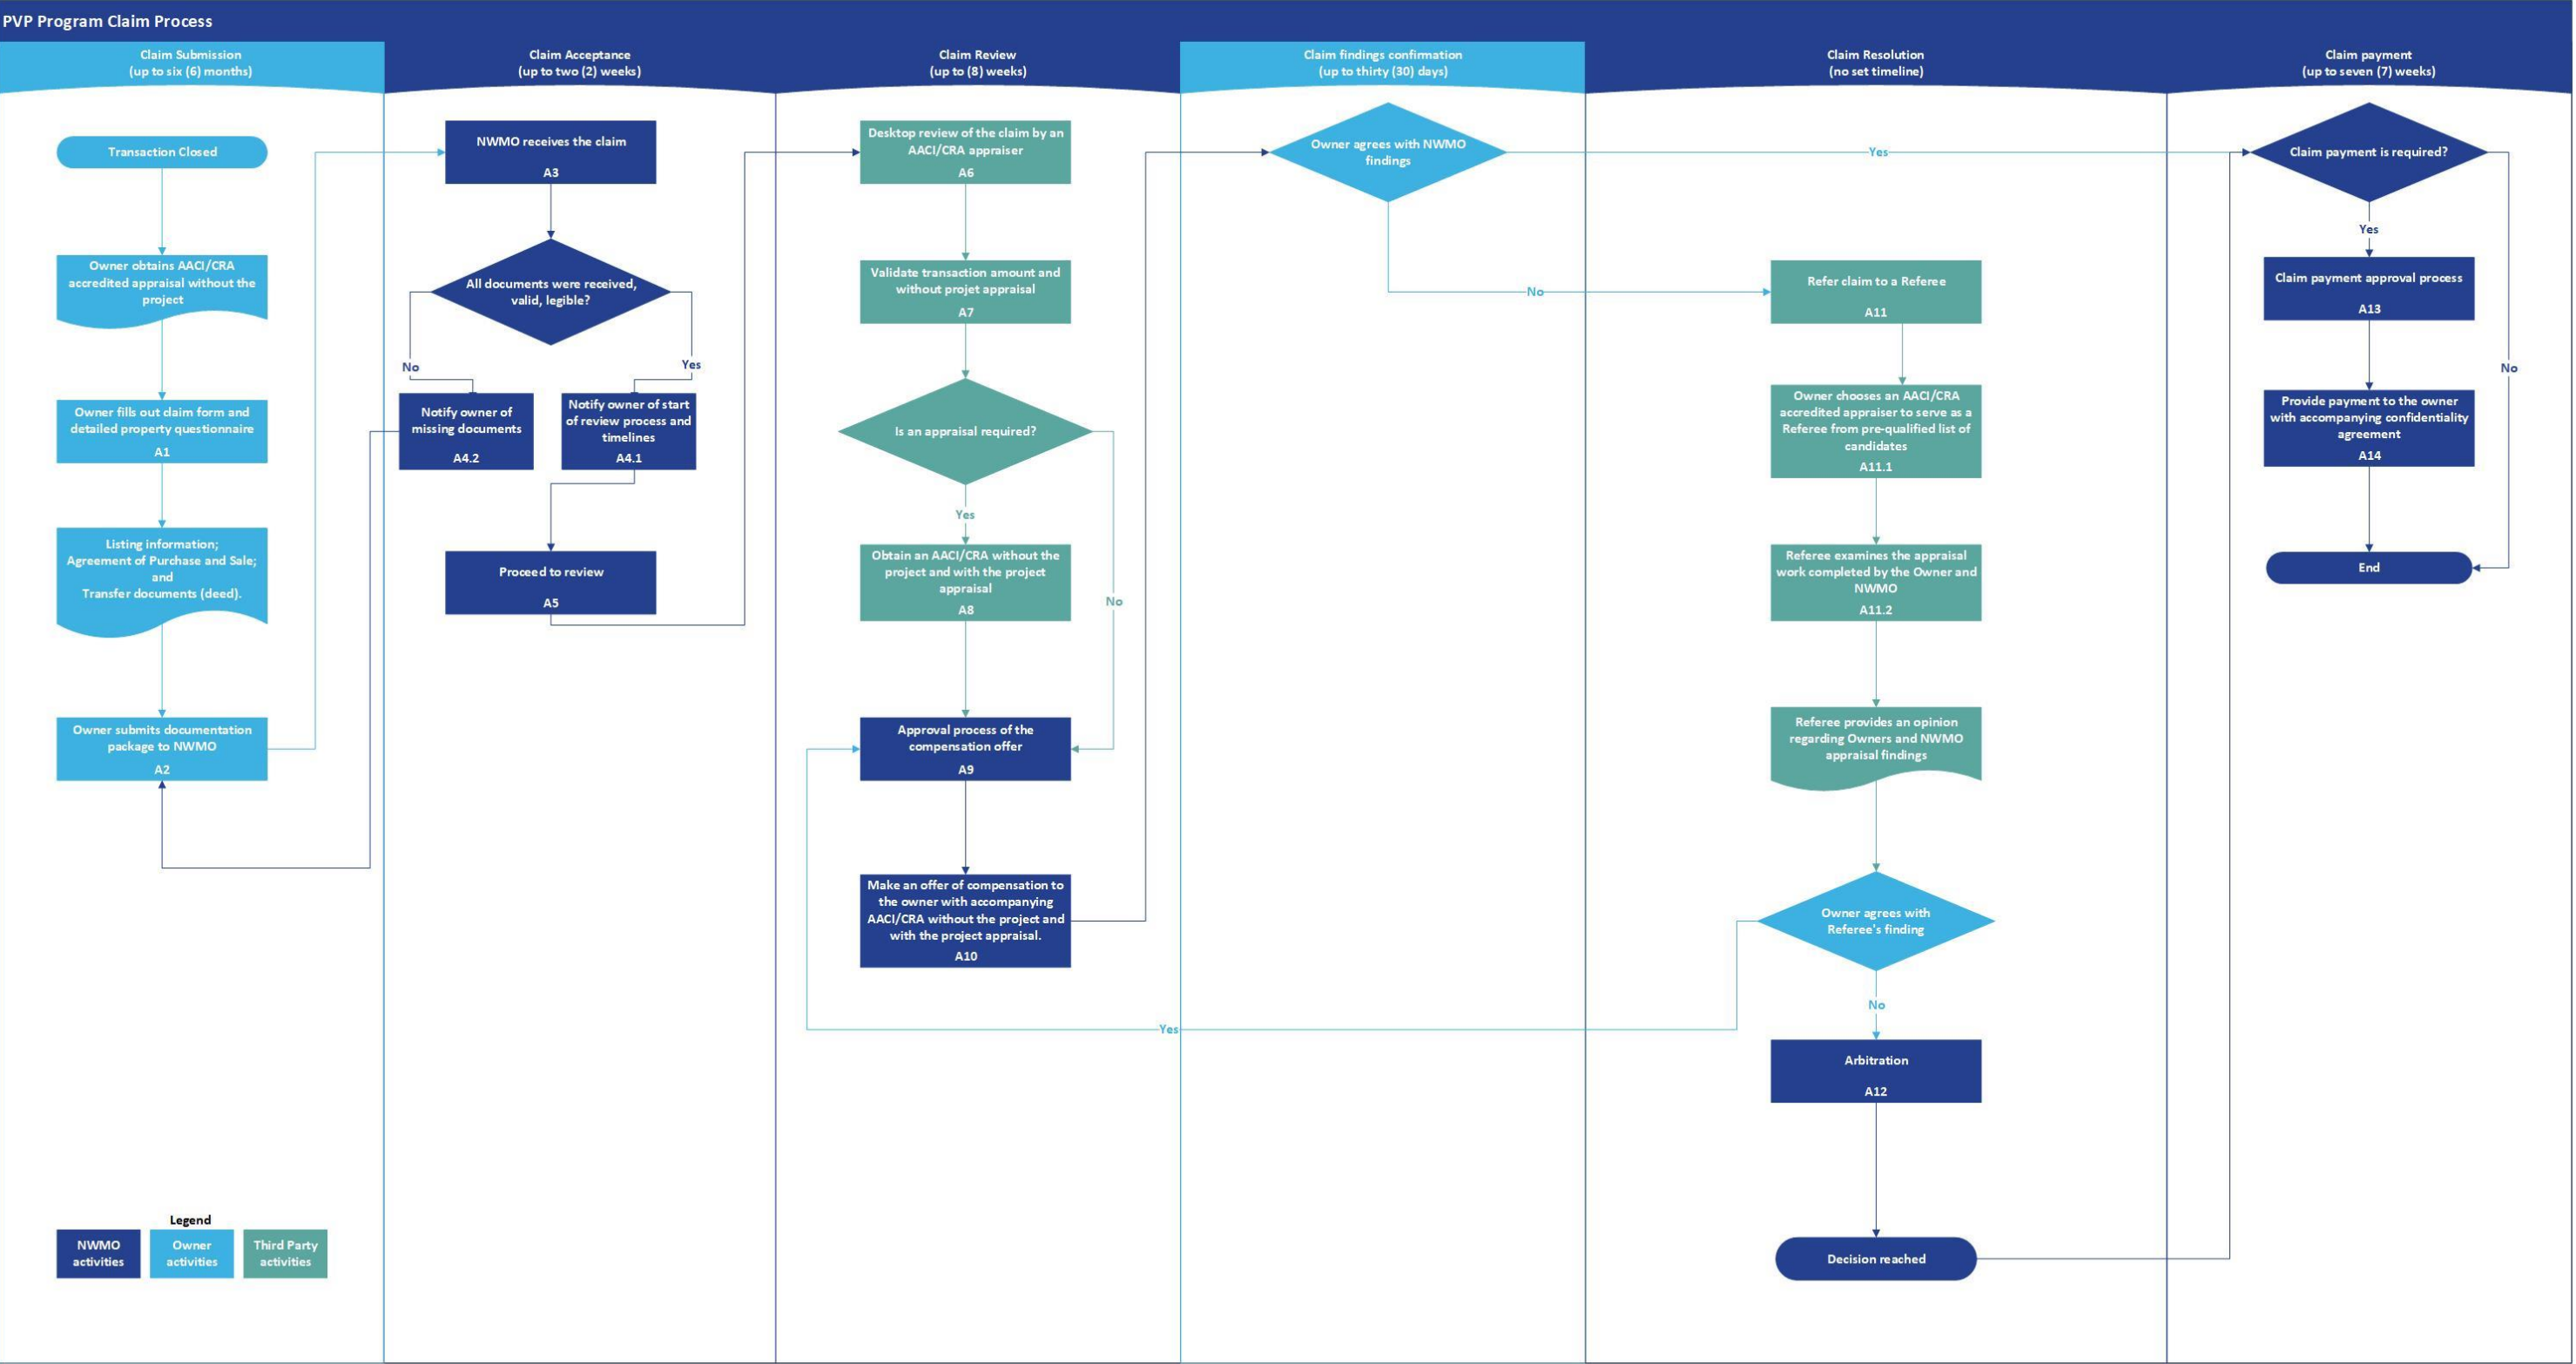 PVP Program Claim Process
Claim Submission
(up to six (6) months)
Claim Acceptance
(up to two (2) weeks)
Claim Review
(up to (8) weeks)
Claim findings confirmation
(up to thirty (30) days)
Claim Resolution
(no set timeline)
Claim payment
(up to seven (7) weeks)
Transaction Closed
Owner obtains AACI/CRA
accredited appraisal without the
project
Owner fills out claim form and
detailed property questionnaire
A1
Listing information;
Agreement of Purchase and Sale;
and
Transfer documents (deed).
Owner submits documentation
package to NWMO
A2
NWMO receives the claim
A3
All documents were received,
valid, legible?
No
Yes
Notify owner of
missing documents
A4.2
Notify owner of start
of review process and
timelines
A4.1
Proceed to review
A5
Desktop review of the claim by an
AACI/CRA appraiser
A6
Validate transaction amount and
without projet appraisal
A7
Is an appraisal required?
Yes
No
Obtain an AACI/CRA without the
project and with the project
appraisal
A8
Approval process of the
compensation offer
A9
Make an offer of compensation to
the owner with accompanying
AACI/CRA without the project and
with the project appraisal.
A10
Owner agrees with NWMO
findings
Yes
No
Refer claim to a Referee
A11
Owner chooses an AACI/CRA
accredited appraiser to serve as a
Referee from pre-qualified list of
candidates
A11.1
Referee examines the appraisal
work completed by the Owner and
NWMO
A11.2
Referee provides an opinion
regarding Owners and NWMO
appraisal findings
Owner agrees with
Referee's finding
Yes
No
Arbitration
A12
Decision reached
Claim payment is required?
Yes
No
Claim payment approval process
A13
Provide payment to the owner
with accompanying confidentiality
agreement
A14
End
Legend
NWMO
activities
Owner
activities
Third Party
activities